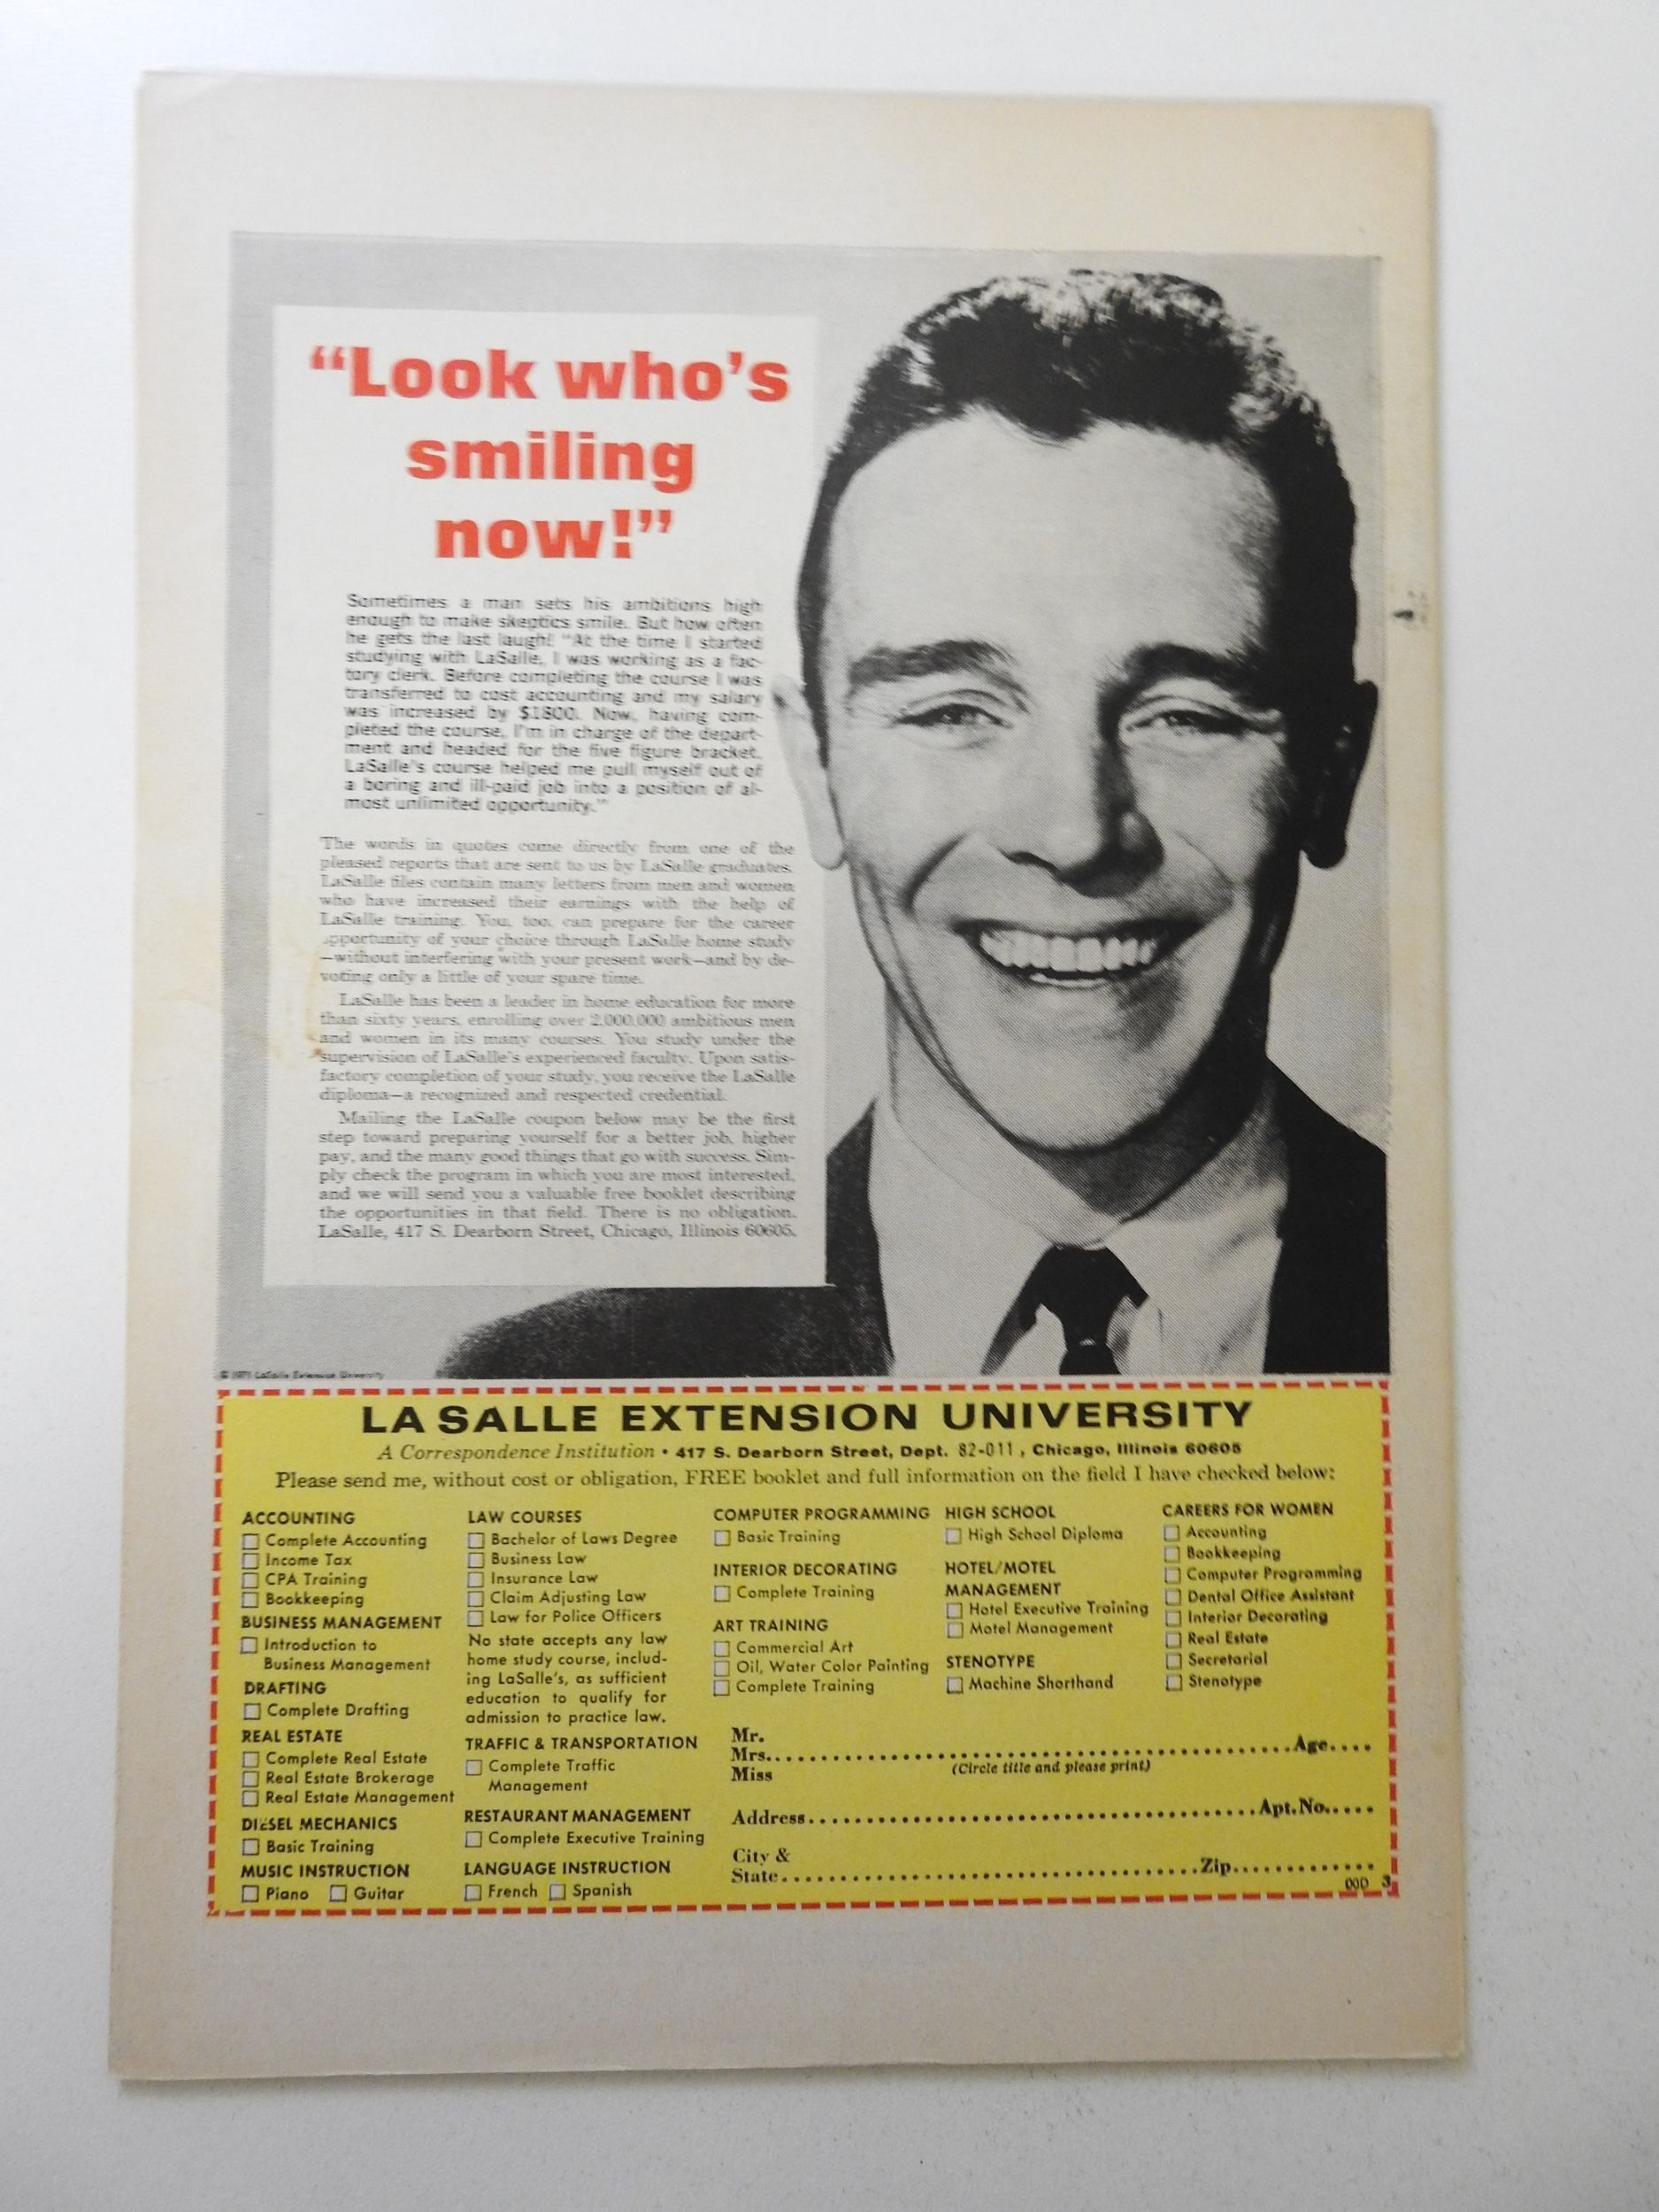 “Look who’s
smiling
now!”
Sometimes a man sets his ambitions high
enough to make skeptics smile. But how often
he gets the last laugh! “At the time I started
studying with LaSalle, I was working as a fac-
tory clerk. Before completing the course I was
transferred to cost accounting and my salary
was increased by $1800. Now, having com-
pleted the course, I’m in charge of the depart-
ment and headed for the five figure bracket.
LaSalle’s course helped me pull myself out of
a boring and ill-paid job into a position of al-
most unlimited opportunity.”
The words in quotes come directly from one of the
pleased reports that are sent to us by LaSalle graduates.
LaSalle files contain many letters from men and women
who have increased their earnings with the help of
LaSalle training. You, too, can prepare for the career
opportunity of your choice through LaSalle home study
—without interfering with your present work—and by de-
voting only a little of your spare time.
LaSalle has been a leader in home education for more
than sixty years, enrolling over 2,000,000 ambitious men
and women in its many courses. You study under the
supervision of LaSalle’s experienced faculty. Upon satis-
factory completion of your study, you receive the LaSalle
diploma—a recognized and respected credential.
Mailing the LaSalle coupon below may be the first
step toward preparing yourself for a better job, higher
pay, and the many good things that go with success. Sim-
ply check the program in which you are most interested,
and we will send you a valuable free booklet describing
the opportunities in that field. There is no obligation.
LaSalle, 417 S. Dearborn Street, Chicago, Illinois 60605.
© 1971 LaSalle Extension University
LA SALLE EXTENSION UNIVERSITY
A Correspondence Institution • 417 S. Dearborn Street, Dept. 82-011, Chicago, Illinois 60605
Please send me, without cost or obligation, FREE booklet and full information on the field I have checked below:
ACCOUNTING
Complete Accounting
Income Tax
CPA Training
Bookkeeping
BUSINESS MANAGEMENT
Introduction to
Business Management
DRAFTING
Complete Drafting
REAL ESTATE
Complete Real Estate
Real Estate Brokerage
Real Estate Management
DIESEL MECHANICS
Basic Training
MUSIC INSTRUCTION
Piano Guitar
LAW COURSES
Bachelor of Laws Degree
Business Law
Insurance Law
Claim Adjusting Law
Law for Police Officers
No state accepts any law
home study course, includ-
ing LaSalle’s, as sufficient
education to qualify for
admission to practice law.
TRAFFIC & TRANSPORTATION
Complete Traffic
Management
RESTAURANT MANAGEMENT
Complete Executive Training
LANGUAGE INSTRUCTION
French Spanish
COMPUTER PROGRAMMING
Basic Training
INTERIOR DECORATING
Complete Training
ART TRAINING
Commercial Art
Oil, Water Color Painting
Complete Training
HIGH SCHOOL
High School Diploma
HOTEL/MOTEL
MANAGEMENT
Hotel Executive Training
Motel Management
STENOTYPE
Machine Shorthand
CAREERS FOR WOMEN
Accounting
Bookkeeping
Computer Programming
Dental Office Assistant
Interior Decorating
Real Estate
Secretarial
Stenotype
Mr.
Mrs. Age
Miss (Circle title and please print)
Address Apt. No.
City &
State Zip
3